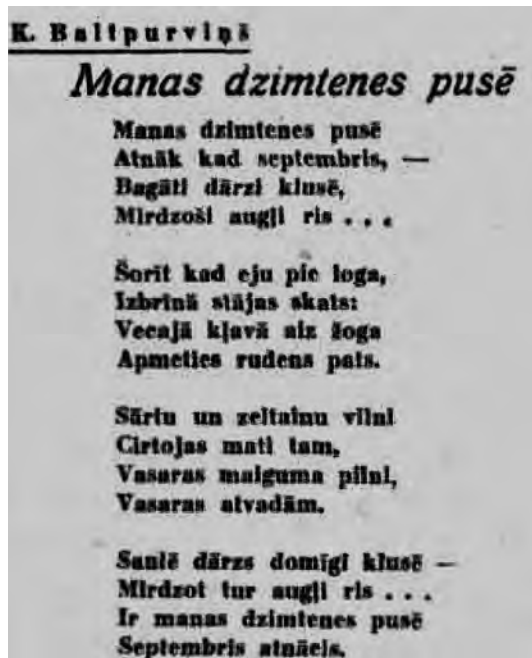 K. Baltpurviņš
Manas dzimtenes pusē
Manas dzimtenes pusē
Atnāk kad septembris, —
Bagāti dārzi klusē,
Mirdzoši augļi ris . . .
Šorīt kad eju pie loga,
Izbrīnā stājas skats:
Vecajā kļavā aiz žoga
Apmeties rudens pats.
Sārtu un zeltainu vilni
Cirtojas mati tam,
Vasaras maiguma pilni,
Vasaras atvadām.
Saulē dārzs domīgi klusē —
Mirdzot tur augļi ris . . .
Ir manas dzimtenes pusē
Septembris atnācis.